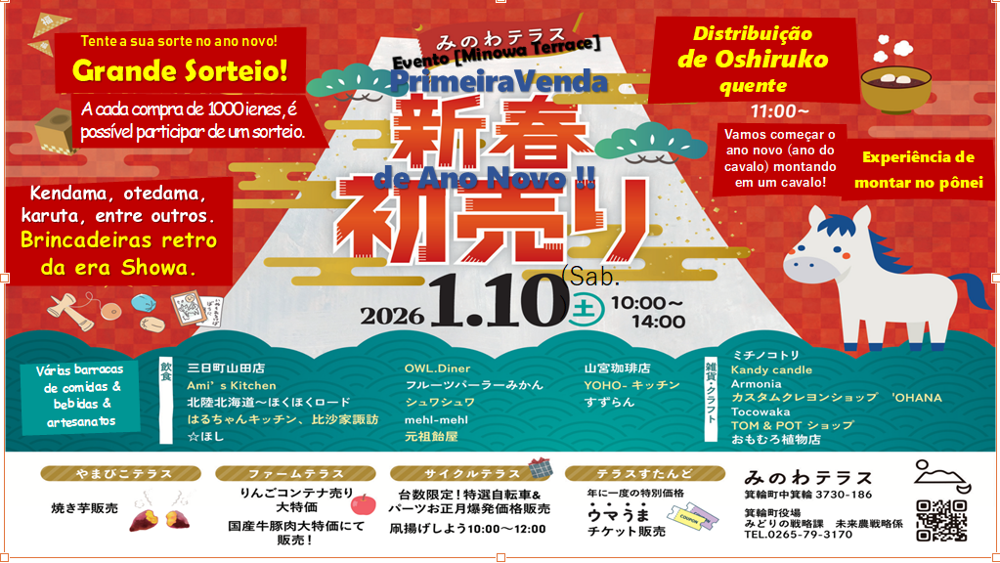 Tente a sua sorte no ano novo!
Grande Sorteio!
A cada compra de 1000 ienes, é
possível participar de um sorteio.
みのわテラス
Evento [Minowa Terrace]
PrimeiraVenda
新春
de Ano Novo !!
初売り
Distribuição
de Oshiruko
quente
11:00~
Vamos começar o
ano novo (ano do
cavalo) montando
em um cavalo!
Experiência de
montar no pônei
Kendama, otedama,
karuta, entre outros.
Brincadeiras retro
da era Showa.
(Sab.
2026 1.10 土 10:00〜
14:00
Várias barracas
de comidas &
bebidas &
artesanatos
飲食
三日町山田店
Ami's Kitchen
北陸北海道〜ほくほくロード
はるちゃんキッチン、比沙家諏訪
☆ほし
OWL.Diner
フルーツパーラーみかん
シュワシュワ
mehl-mehl
元祖飴屋
山宮珈琲店
YOHO- キッチン
すずらん
雑貨・クラフト
ミチノコトリ
Kandy candle
Armonia
カスタムクレヨンショップ 'OHANA
Tocowaka
TOM & POT ショップ
おもむろ植物店
やまびこテラス
焼き芋販売
ファームテラス
りんごコンテナ売り
大特価
国産牛豚肉大特価にて
販売！
サイクルテラス
台数限定！特選自転車&
パーツお正月爆発価格販売
凧揚げしよう10:00〜12:00
テラスすたんど
年に一度の特別価格
ウマうま
チケット販売
COUPON
みのわテラス
箕輪町中箕輪 3730-186
箕輪町役場
みどりの戦略課 未来農戦略係
TEL.0265-79-3170